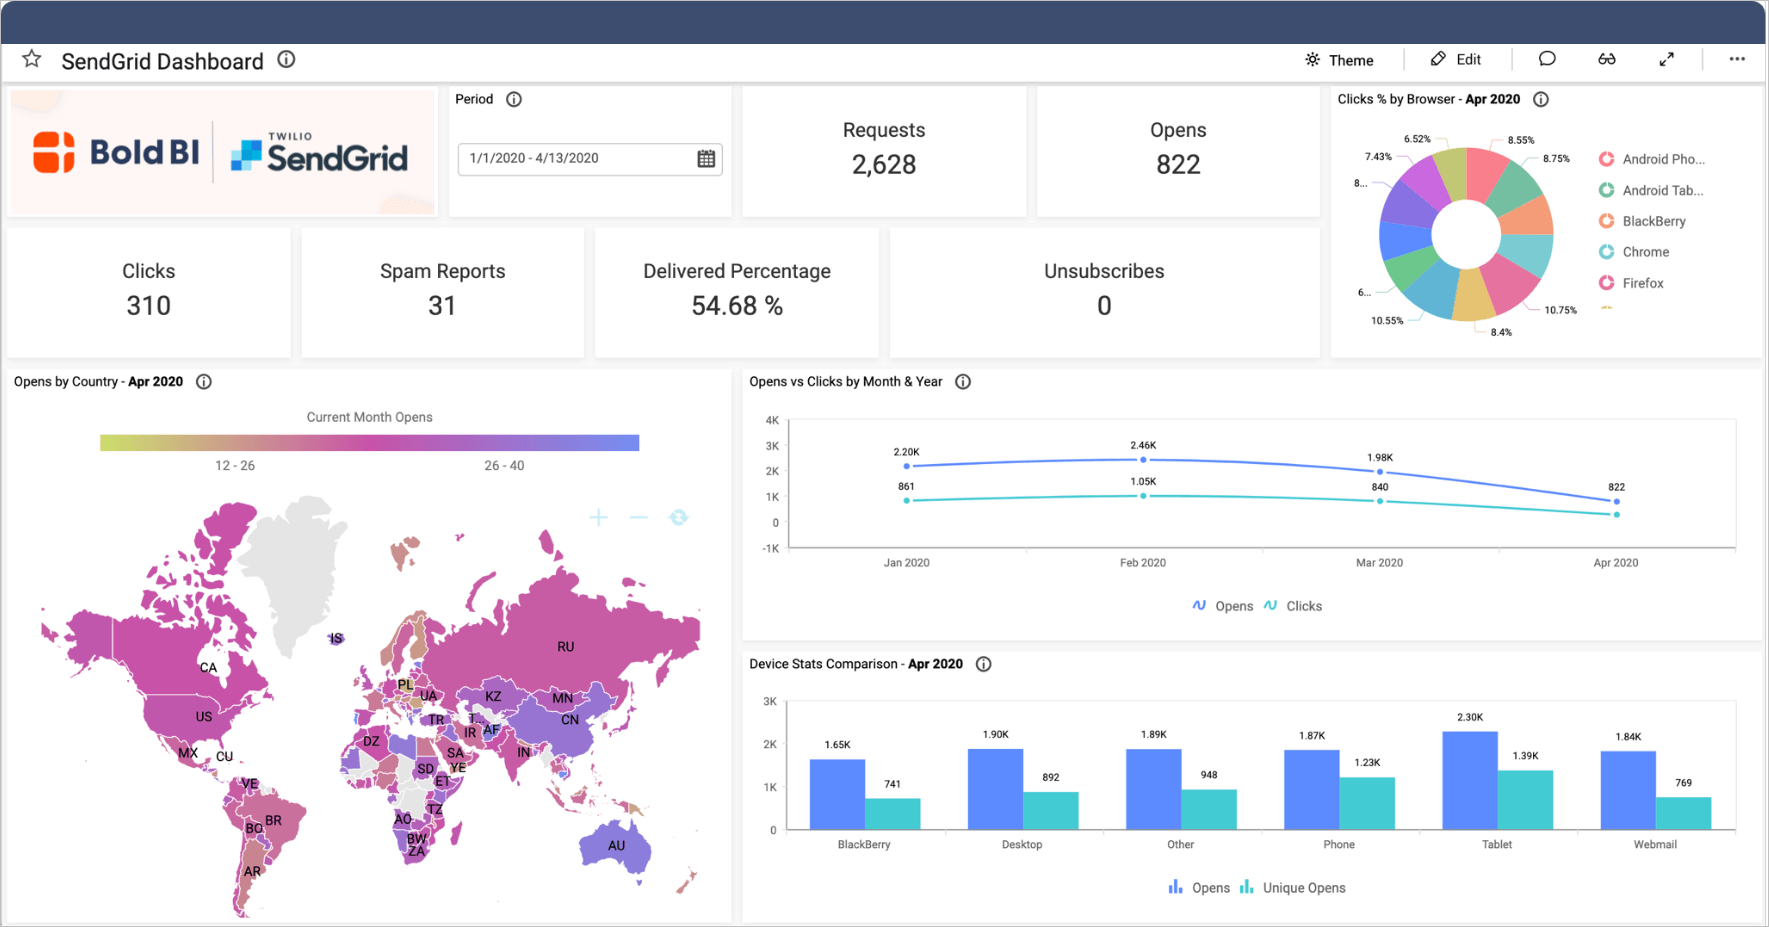 SendGrid Dashboard
Theme
Edit
Bold BI
TWILIO
SendGrid
Period
1/1/2020 - 4/13/2020
Requests
2,628
Opens
822
Clicks % by Browser - Apr 2020
6.52%
8.55%
7.43%
8.75%
8...
6...
10.55%
8.4%
10.75%
Android Pho...
Android Tab...
BlackBerry
Chrome
Firefox
Clicks
310
Spam Reports
31
Delivered Percentage
54.68 %
Unsubscribes
0
Opens by Country - Apr 2020
Current Month Opens
12 - 26
26 - 40
IS
RU
CA
PL
UA
KZ
MN
US
TR
T...
CN
AF
IR
DZ
MX
CU
SA
IN
YE
SD
ET
VE
TZ
BR
BO
AO
BW
ZA
AU
AR
Opens vs Clicks by Month & Year
4K
3K
2K
1K
0
-1K
2.20K
2.46K
1.98K
822
861
1.05K
840
Jan 2020
Feb 2020
Mar 2020
Apr 2020
Opens
Clicks
Device Stats Comparison - Apr 2020
3K
2K
1K
0
1.65K
741
1.90K
892
1.89K
948
1.87K
1.23K
2.30K
1.39K
1.84K
769
BlackBerry
Desktop
Other
Phone
Tablet
Webmail
Opens
Unique Opens